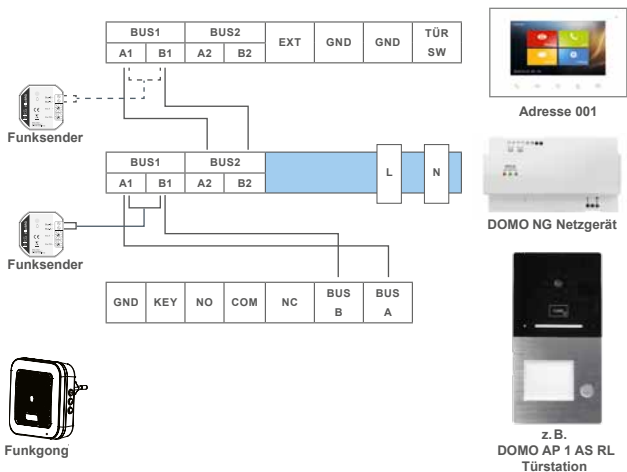 BUS1 BUS2 EXT GND GND TÜR SW
A1 B1 A2 B2
Funksender
Adresse 001
BUS1 BUS2 L N
A1 B1 A2 B2
DOMO NG Netzgerät
Funksender
GND KEY NO COM NC BUS B BUS A
Funkgong
z. B.
DOMO AP 1 AS RL
Türstation